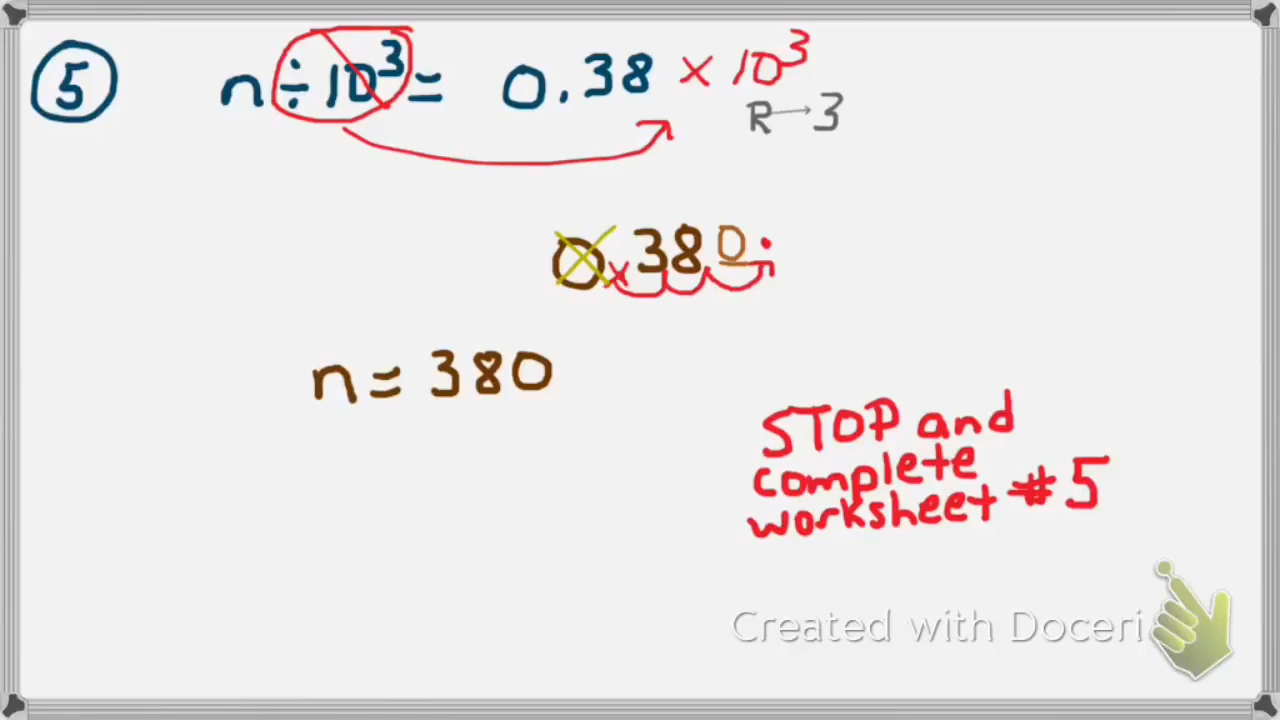 5 n ÷ 10³ = 0.38 × 10³
R → 3
0.380.
n = 380
STOP and
complete
worksheet #5
Created with Doceri